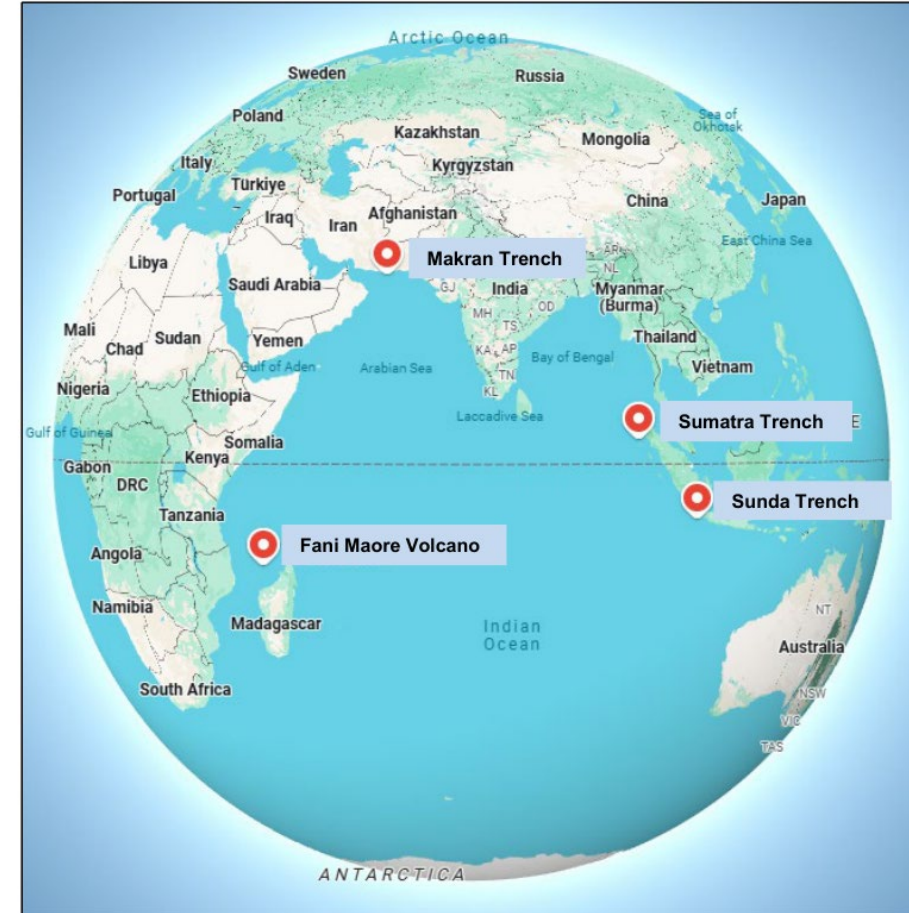 Arctic Ocean
Sweden
Russia
Poland
Sea of
Okhotsk
Kazakhstan
Mongolia
Italy
Kyrgyzstan
Portugal
Türkiye
China
Japan
Iraq
Iran
Afghanistan
East China Sea
Makran Trench
AR
NL
Libya
Saudi Arabia
GJ
India
Myanmar
(Burma)
MH
OD
TS
Mali
Chad
Sudan
Yemen
Thailand
KA
AP
Gulf of Aden
Arabian Sea
Bay of Bengal
Vietnam
TN
KL
Nigeria
Ethiopia
Laccadive Sea
Sumatra Trench
E
Gulf of Guinea
Somalia
Gabon
Kenya
DRC
Sunda Trench
Tanzania
Angola
Fani Maore Volcano
Namibia
Madagascar
Indian
Ocean
NT
Australia
South Africa
NSW
VIC
TAS
ANTARCTICA